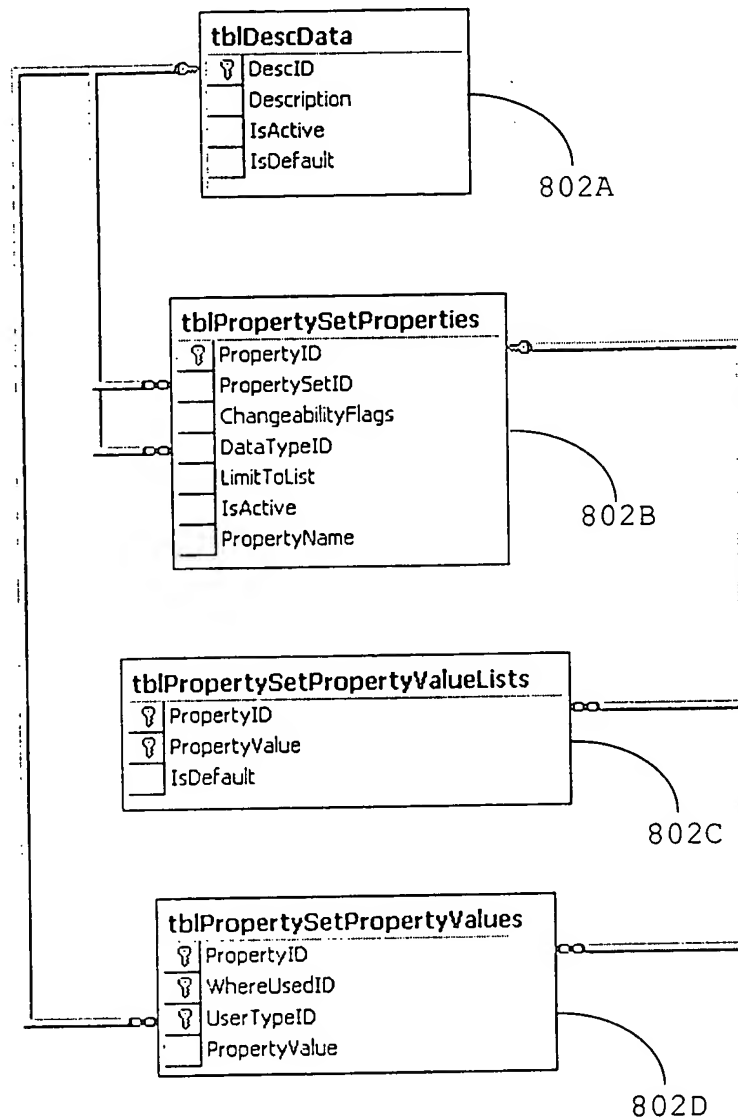 tblDescData
DescID
Description
IsActive
IsDefault
802A
tblPropertySetProperties
PropertyID
PropertySetID
ChangeabilityFlags
DataTypeID
LimitToList
IsActive
PropertyName
802B
tblPropertySetPropertyValueLists
PropertyID
PropertyValue
IsDefault
802C
tblPropertySetPropertyValues
PropertyID
WhereUsedID
UserTypeID
PropertyValue
802D